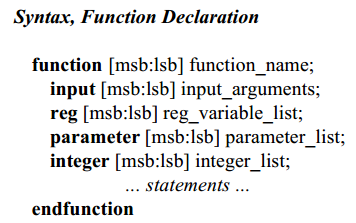 Syntax, Function Declaration
function [msb:lsb] function_name;
input [msb:lsb] input_arguments;
reg [msb:lsb] reg_variable_list;
parameter [msb:lsb] parameter_list;
integer [msb:lsb] integer_list;
... statements ...
endfunction